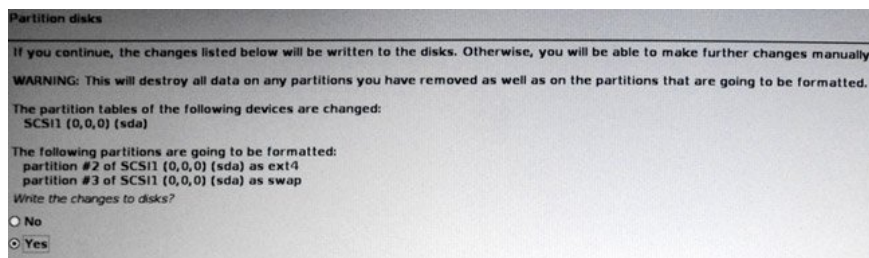 Partition disks
If you continue, the changes listed below will be written to the disks. Otherwise, you will be able to make further changes manually
WARNING: This will destroy all data on any partitions you have removed as well as on the partitions that are going to be formatted.
The partition tables of the following devices are changed:
SCSI1 (0,0,0) (sda)
The following partitions are going to be formatted:
partition #2 of SCSI1 (0,0,0) (sda) as ext4
partition #3 of SCSI1 (0,0,0) (sda) as swap
Write the changes to disks?
No
Yes